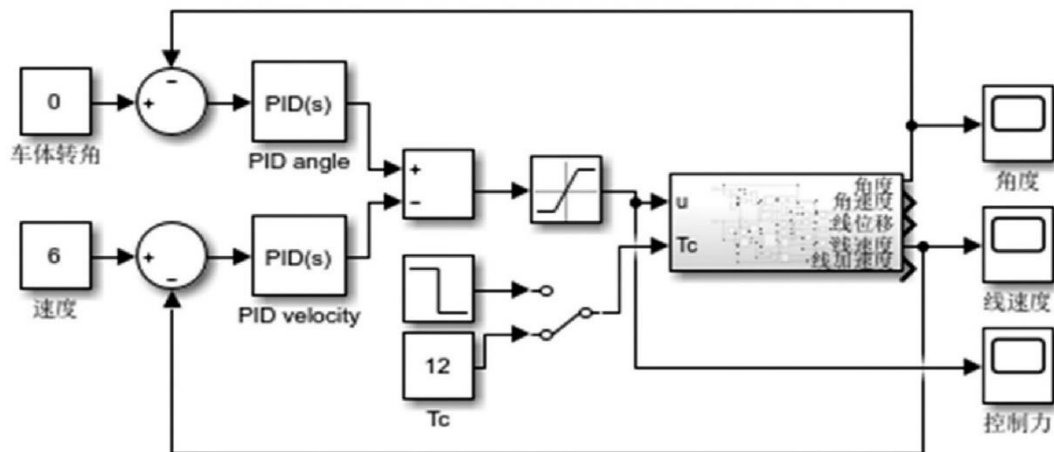 0
车体转角
PID(s)
PID angle
6
速度
PID(s)
PID velocity
12
Tc
u
Tc
角度
角速度
线位移
线速度
线加速度
角度
线速度
控制力